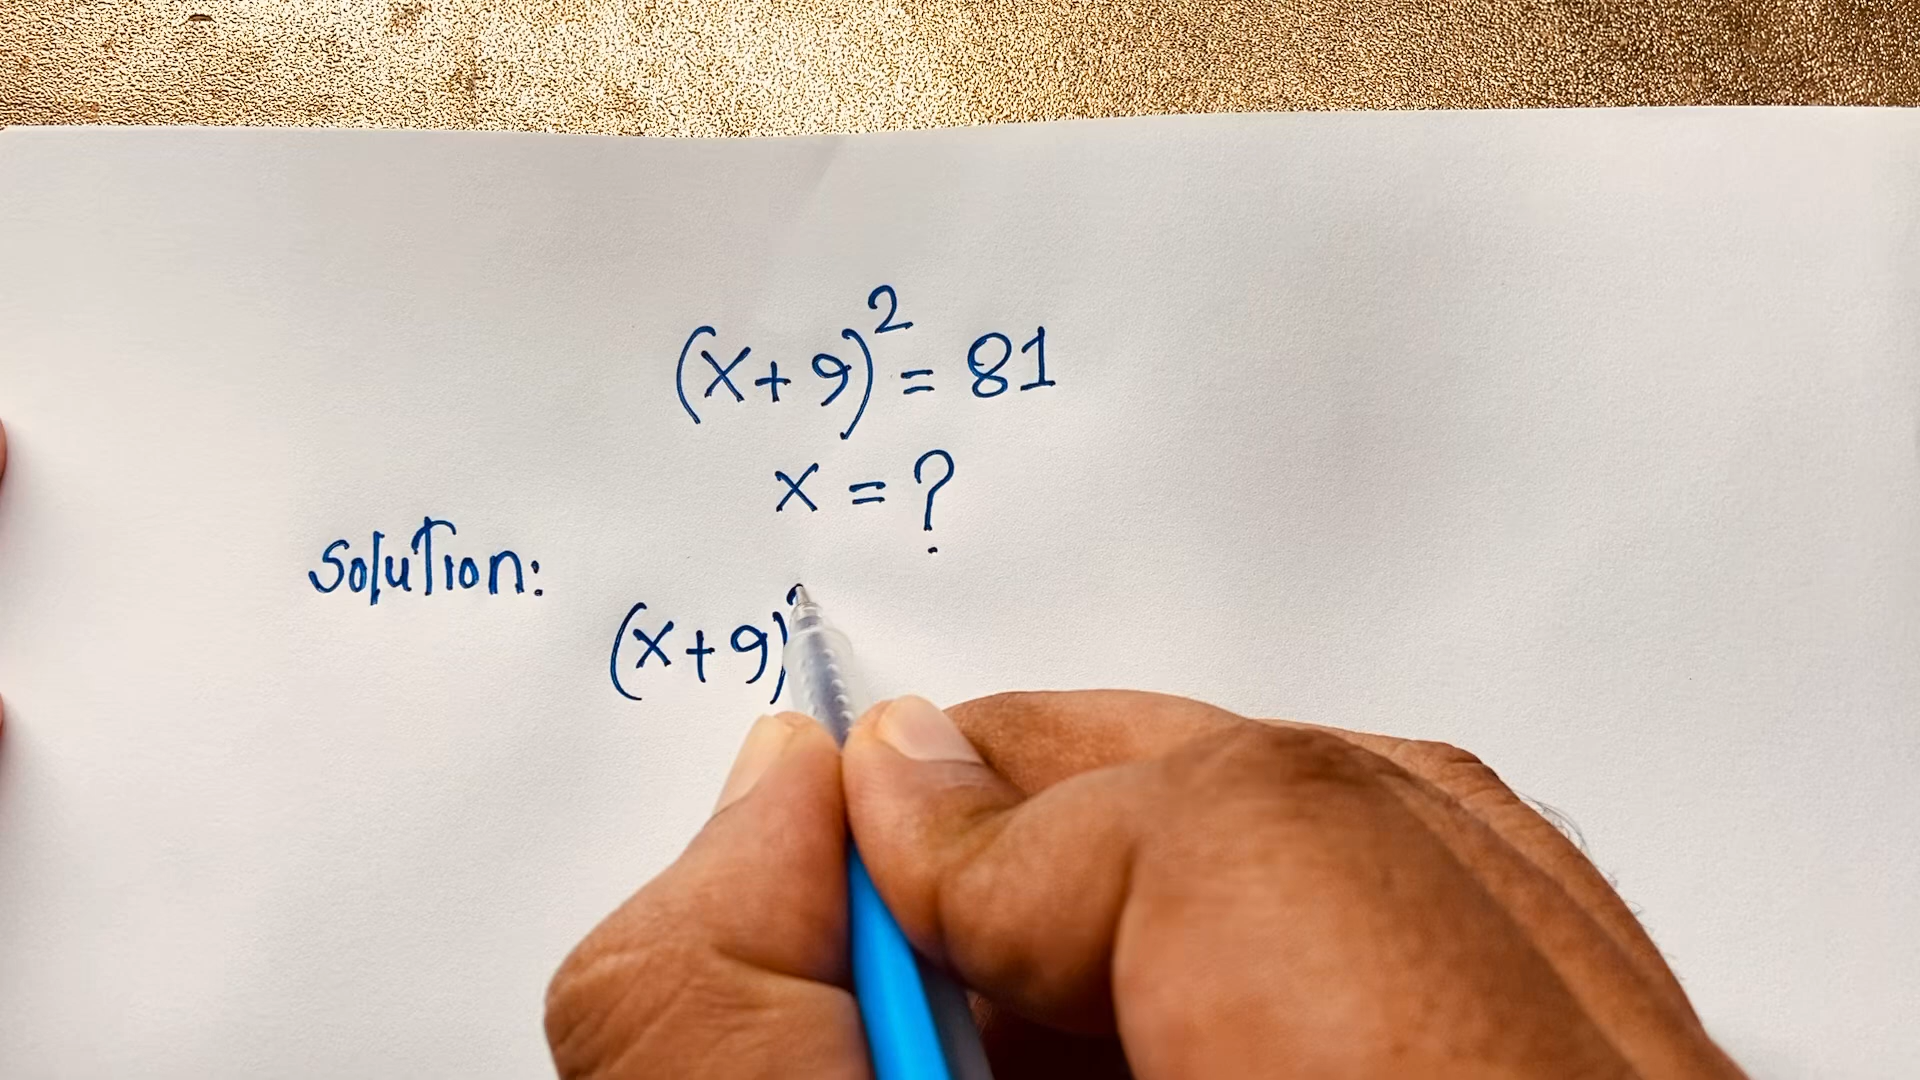 (x+9)² = 81
x = ?
Solution:
(x+9)